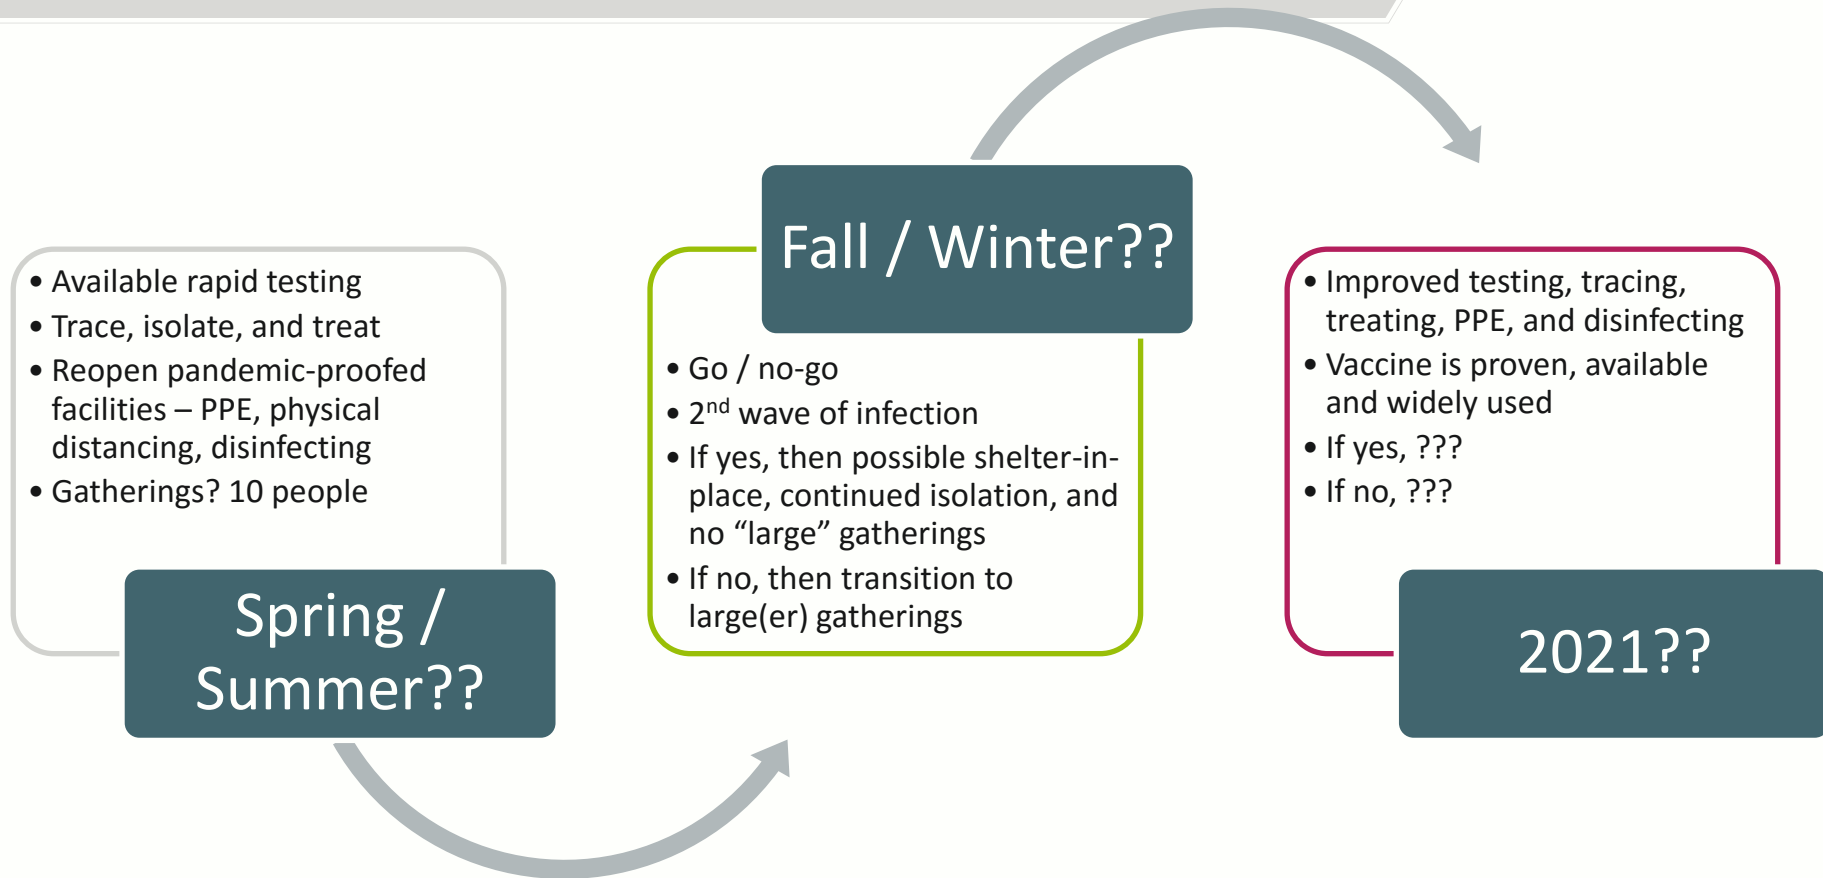 • Available rapid testing
• Trace, isolate, and treat
• Reopen pandemic-proofed
facilities – PPE, physical
distancing, disinfecting
• Gatherings? 10 people
Spring /
Summer??
Fall / Winter??
• Go / no-go
• 2nd wave of infection
• If yes, then possible shelter-in-
place, continued isolation, and
no “large” gatherings
• If no, then transition to
large(er) gatherings
• Improved testing, tracing,
treating, PPE, and disinfecting
• Vaccine is proven, available
and widely used
• If yes, ???
• If no, ???
2021??